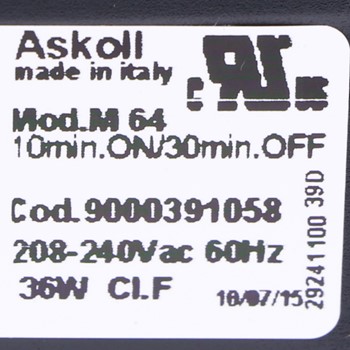 Askoll
made in italy
Mod.M 64
10min.ON/30min.OFF
Cod.9000391058
208-240Vac 60Hz
36W Cl.F
16/07/15
29241100 39D